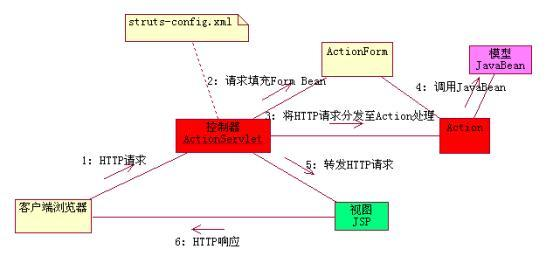 struts-config.xml
ActionForm
模型
JavaBean
2: 请求填充Form Bean
4: 调用JavaBean
3: 将HTTP请求分发至Action处理
控制器
ActionServlet
Action
1: HTTP请求
5: 转发HTTP请求
客户端浏览器
视图
JSP
6: HTTP响应